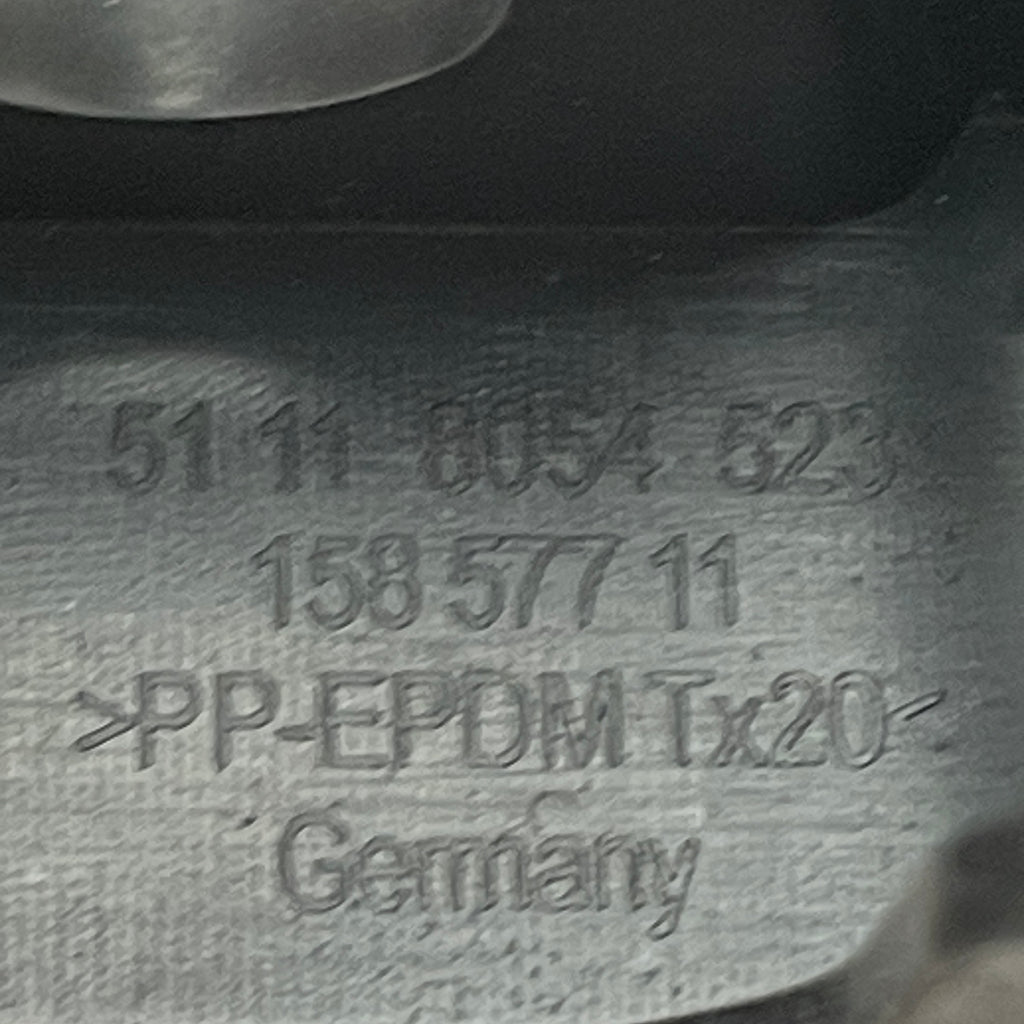 51 11 8054 523
158 577 11
>PP-EPDM Tx20<
Germany